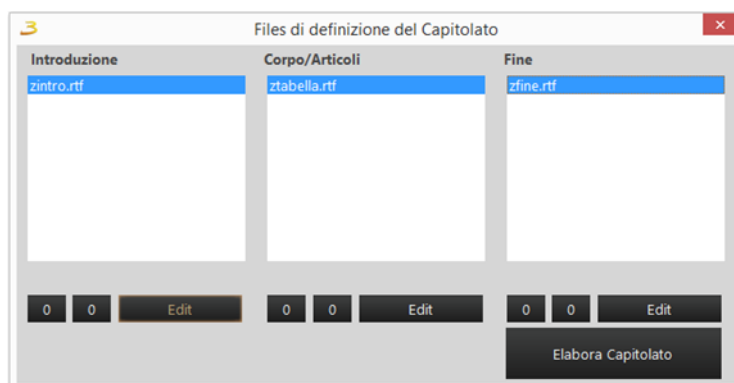 Files di definizione del Capitolato
Introduzione Corpo/Articoli Fine
zintro.rtf ztabella.rtf zfine.rtf
0 0 Edit 0 0 Edit 0 0 Edit
Elabora Capitolato